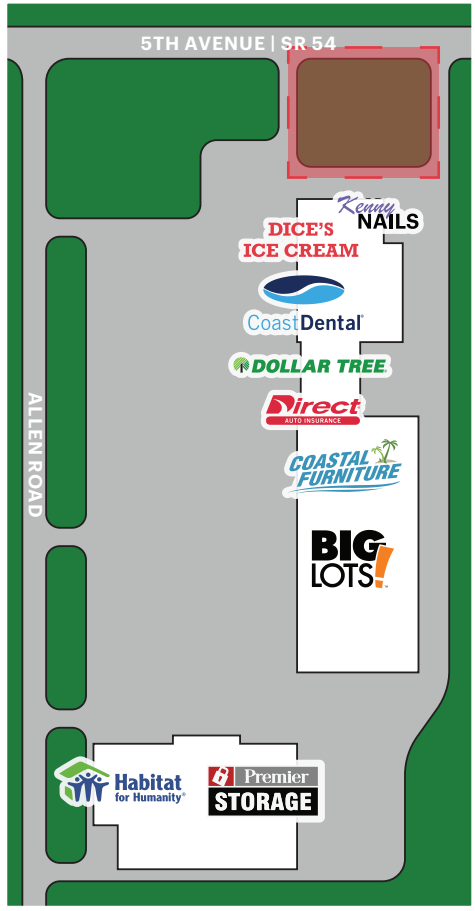 5TH AVENUE | SR 54
Kenny
NAILS
DICE'S
ICE CREAM
CoastDental®
DOLLAR TREE
Direct
AUTO INSURANCE
COASTAL
FURNITURE
ALLEN ROAD
BIG
LOTS!
Habitat
for Humanity®
Premier
STORAGE